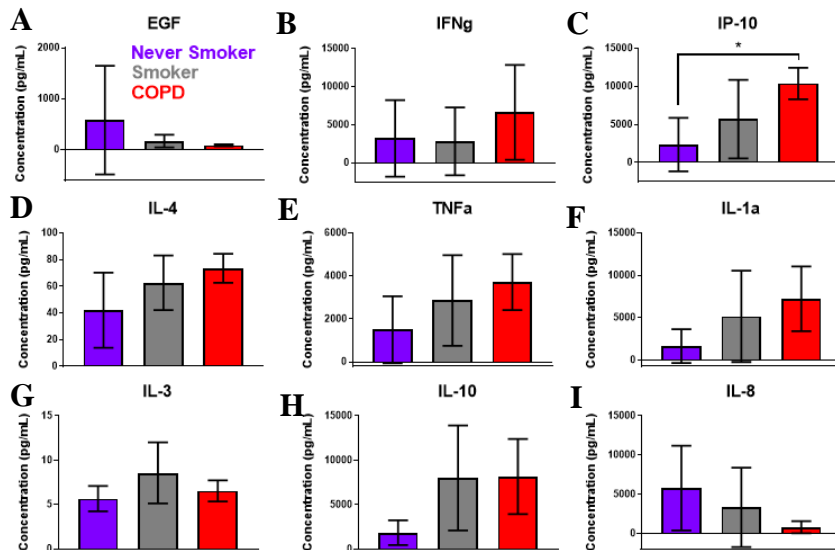 A
EGF
Concentration (pg/mL)
2000
1000
0
Never Smoker
Smoker
COPD
B
IFNg
Concentration (pg/mL)
15000
10000
5000
0
C
IP-10
Concentration (pg/mL)
15000
10000
5000
0
*
D
IL-4
Concentration (pg/mL)
100
80
60
40
20
0
E
TNFa
Concentration (pg/mL)
6000
4000
2000
0
F
IL-1a
Concentration (pg/mL)
15000
10000
5000
0
G
IL-3
Concentration (pg/mL)
15
10
5
0
H
IL-10
Concentration (pg/mL)
15000
10000
5000
0
I
IL-8
Concentration (pg/mL)
15000
10000
5000
0